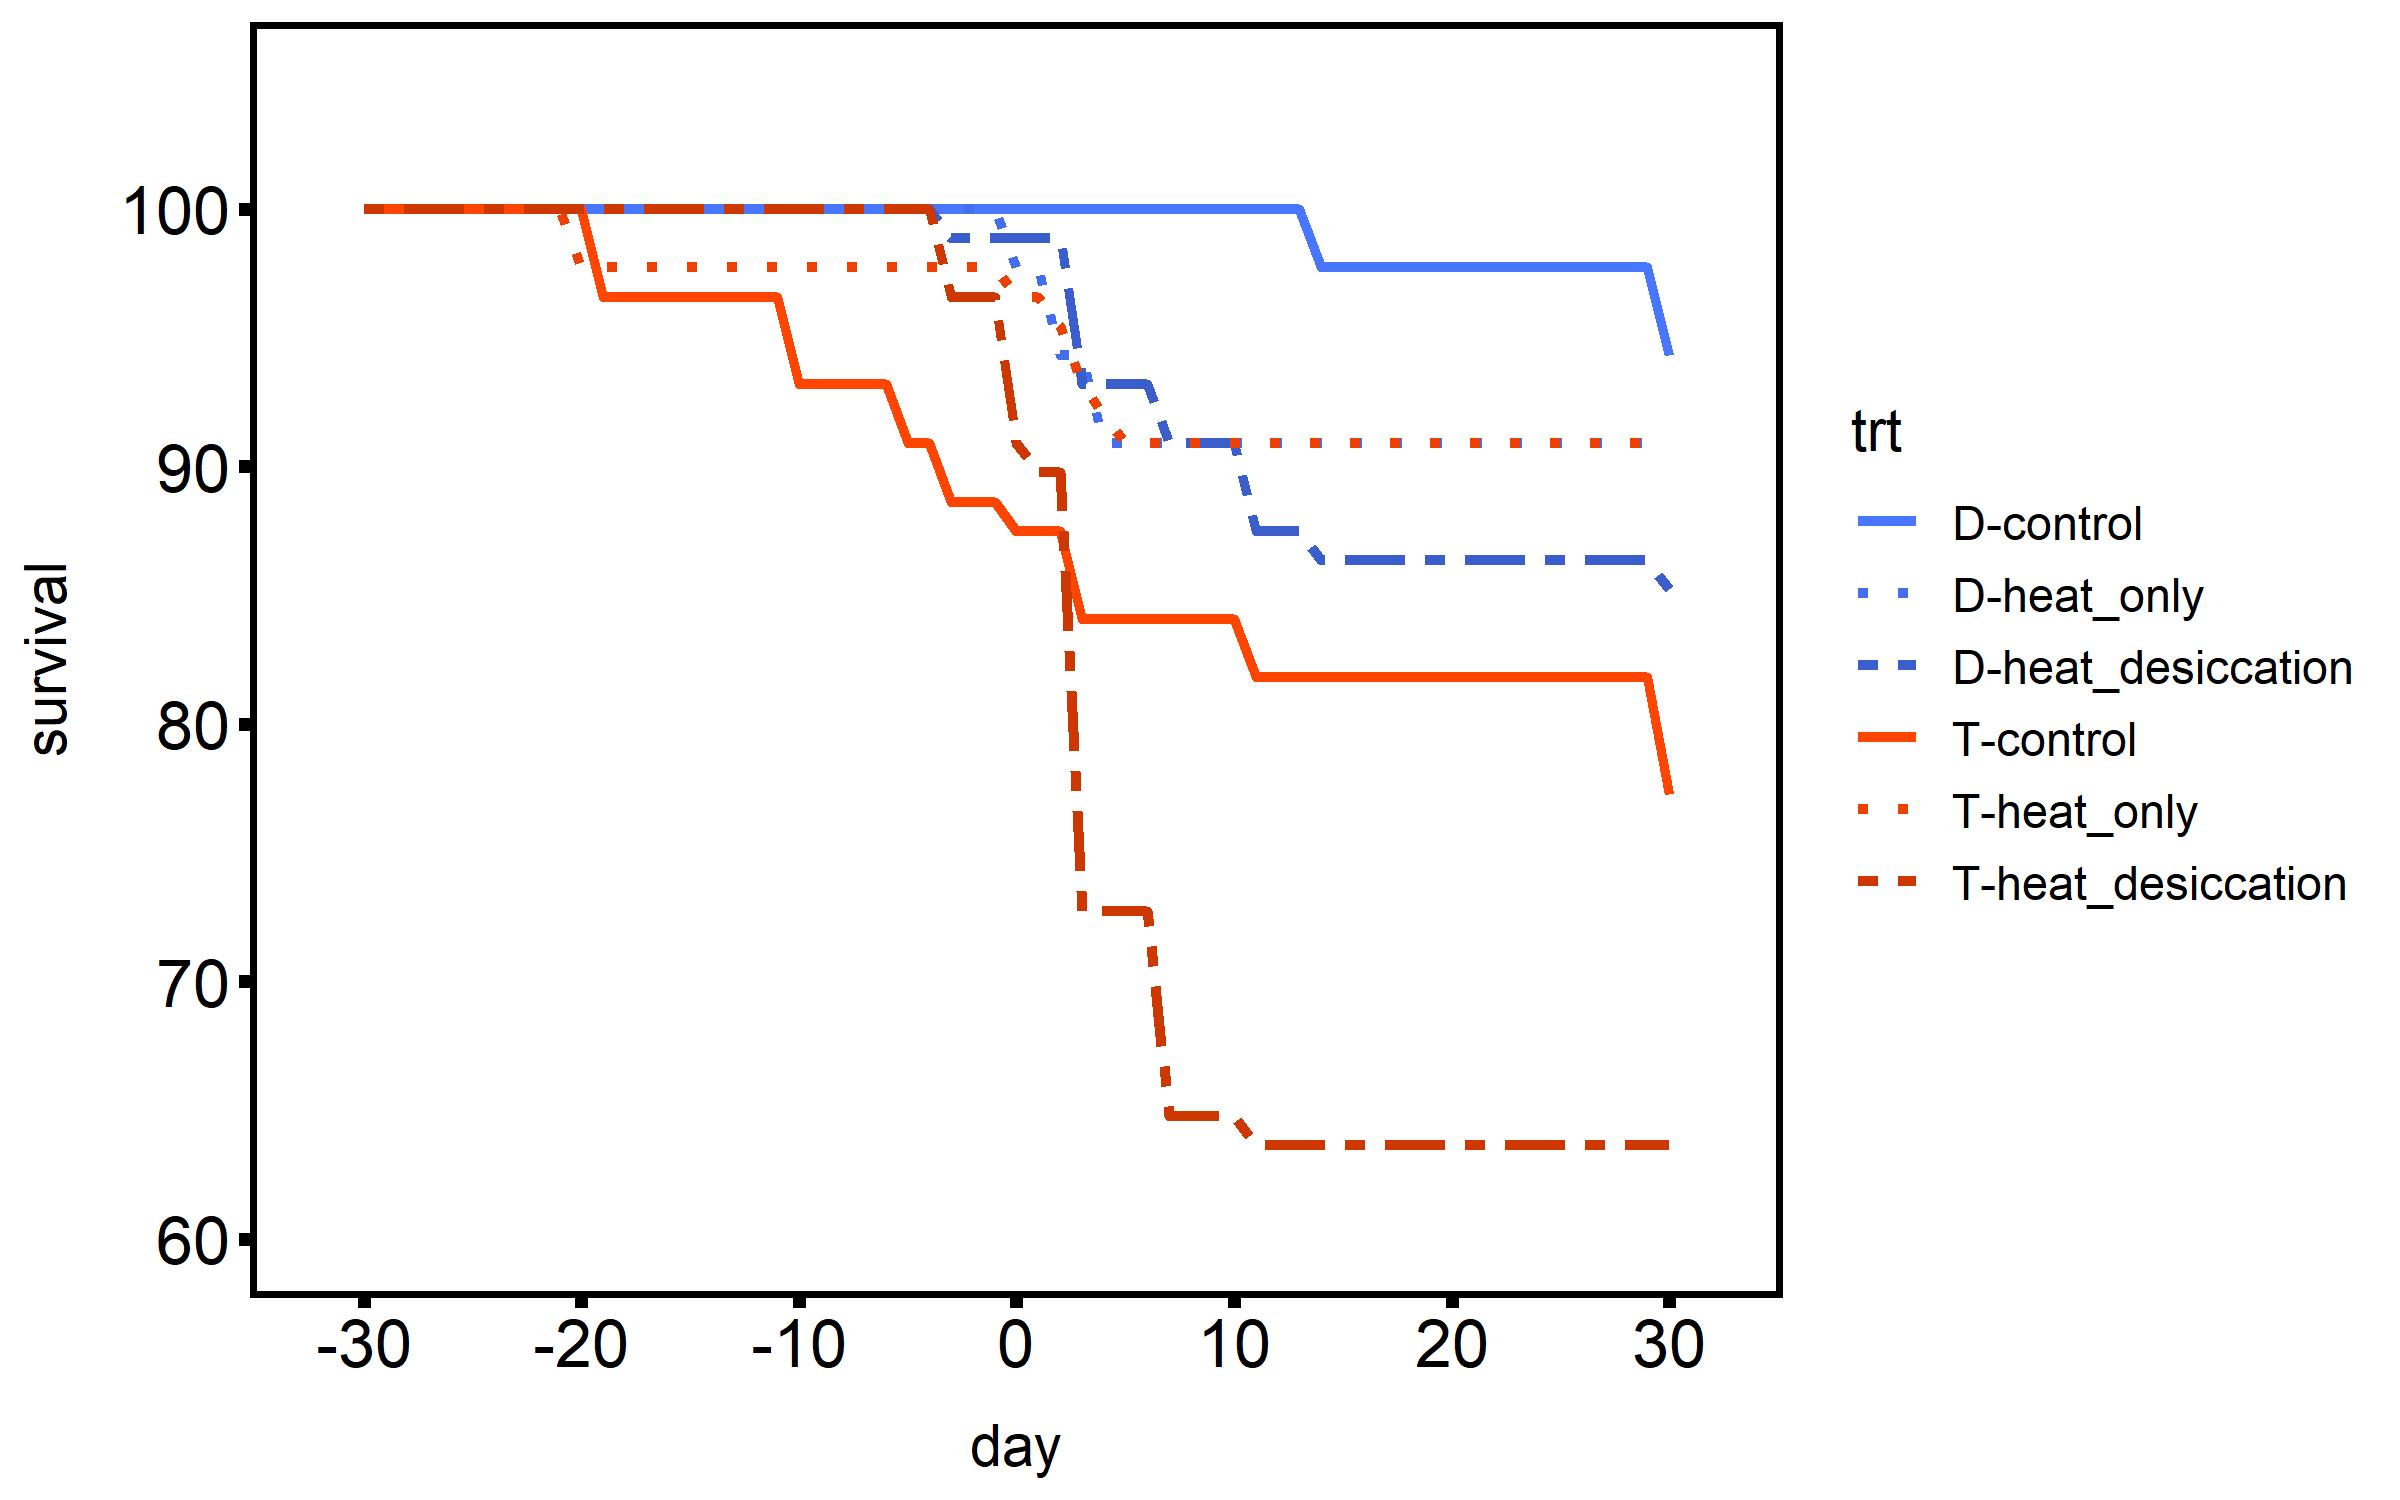 survival
100
90
80
70
60
-30 -20 -10 0 10 20 30
day
trt
D-control
D-heat_only
D-heat_desiccation
T-control
T-heat_only
T-heat_desiccation